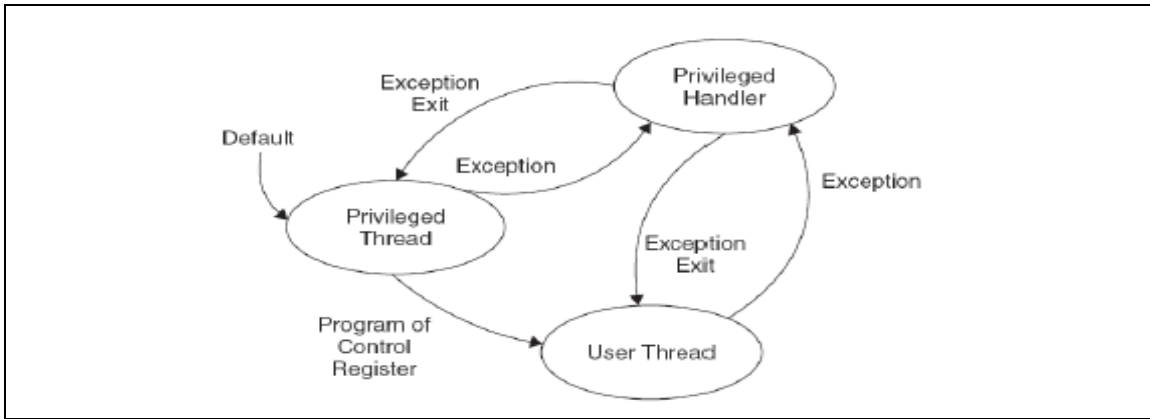 Privileged
Handler
Exception
Exit
Default
Exception
Exception
Privileged
Thread
Exception
Exit
Program of
Control
Register
User Thread